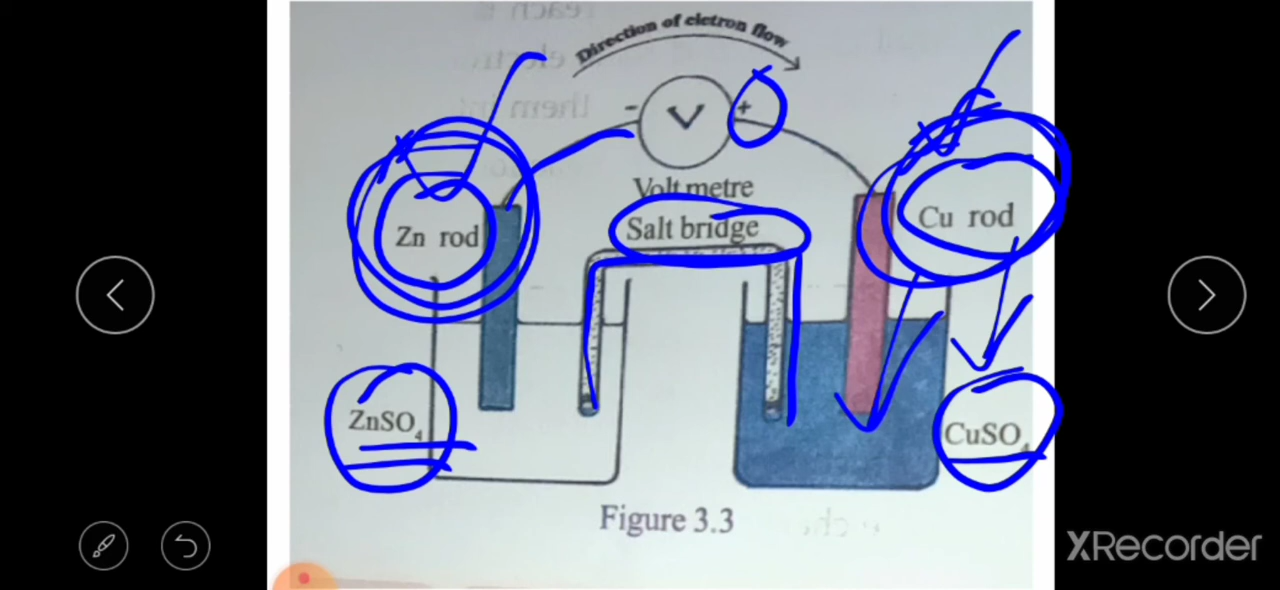 Direction of eletron flow
- V +
Volt metre
Zn rod
Salt bridge
Cu rod
ZnSO₄
CuSO₄
Figure 3.3
XRecorder